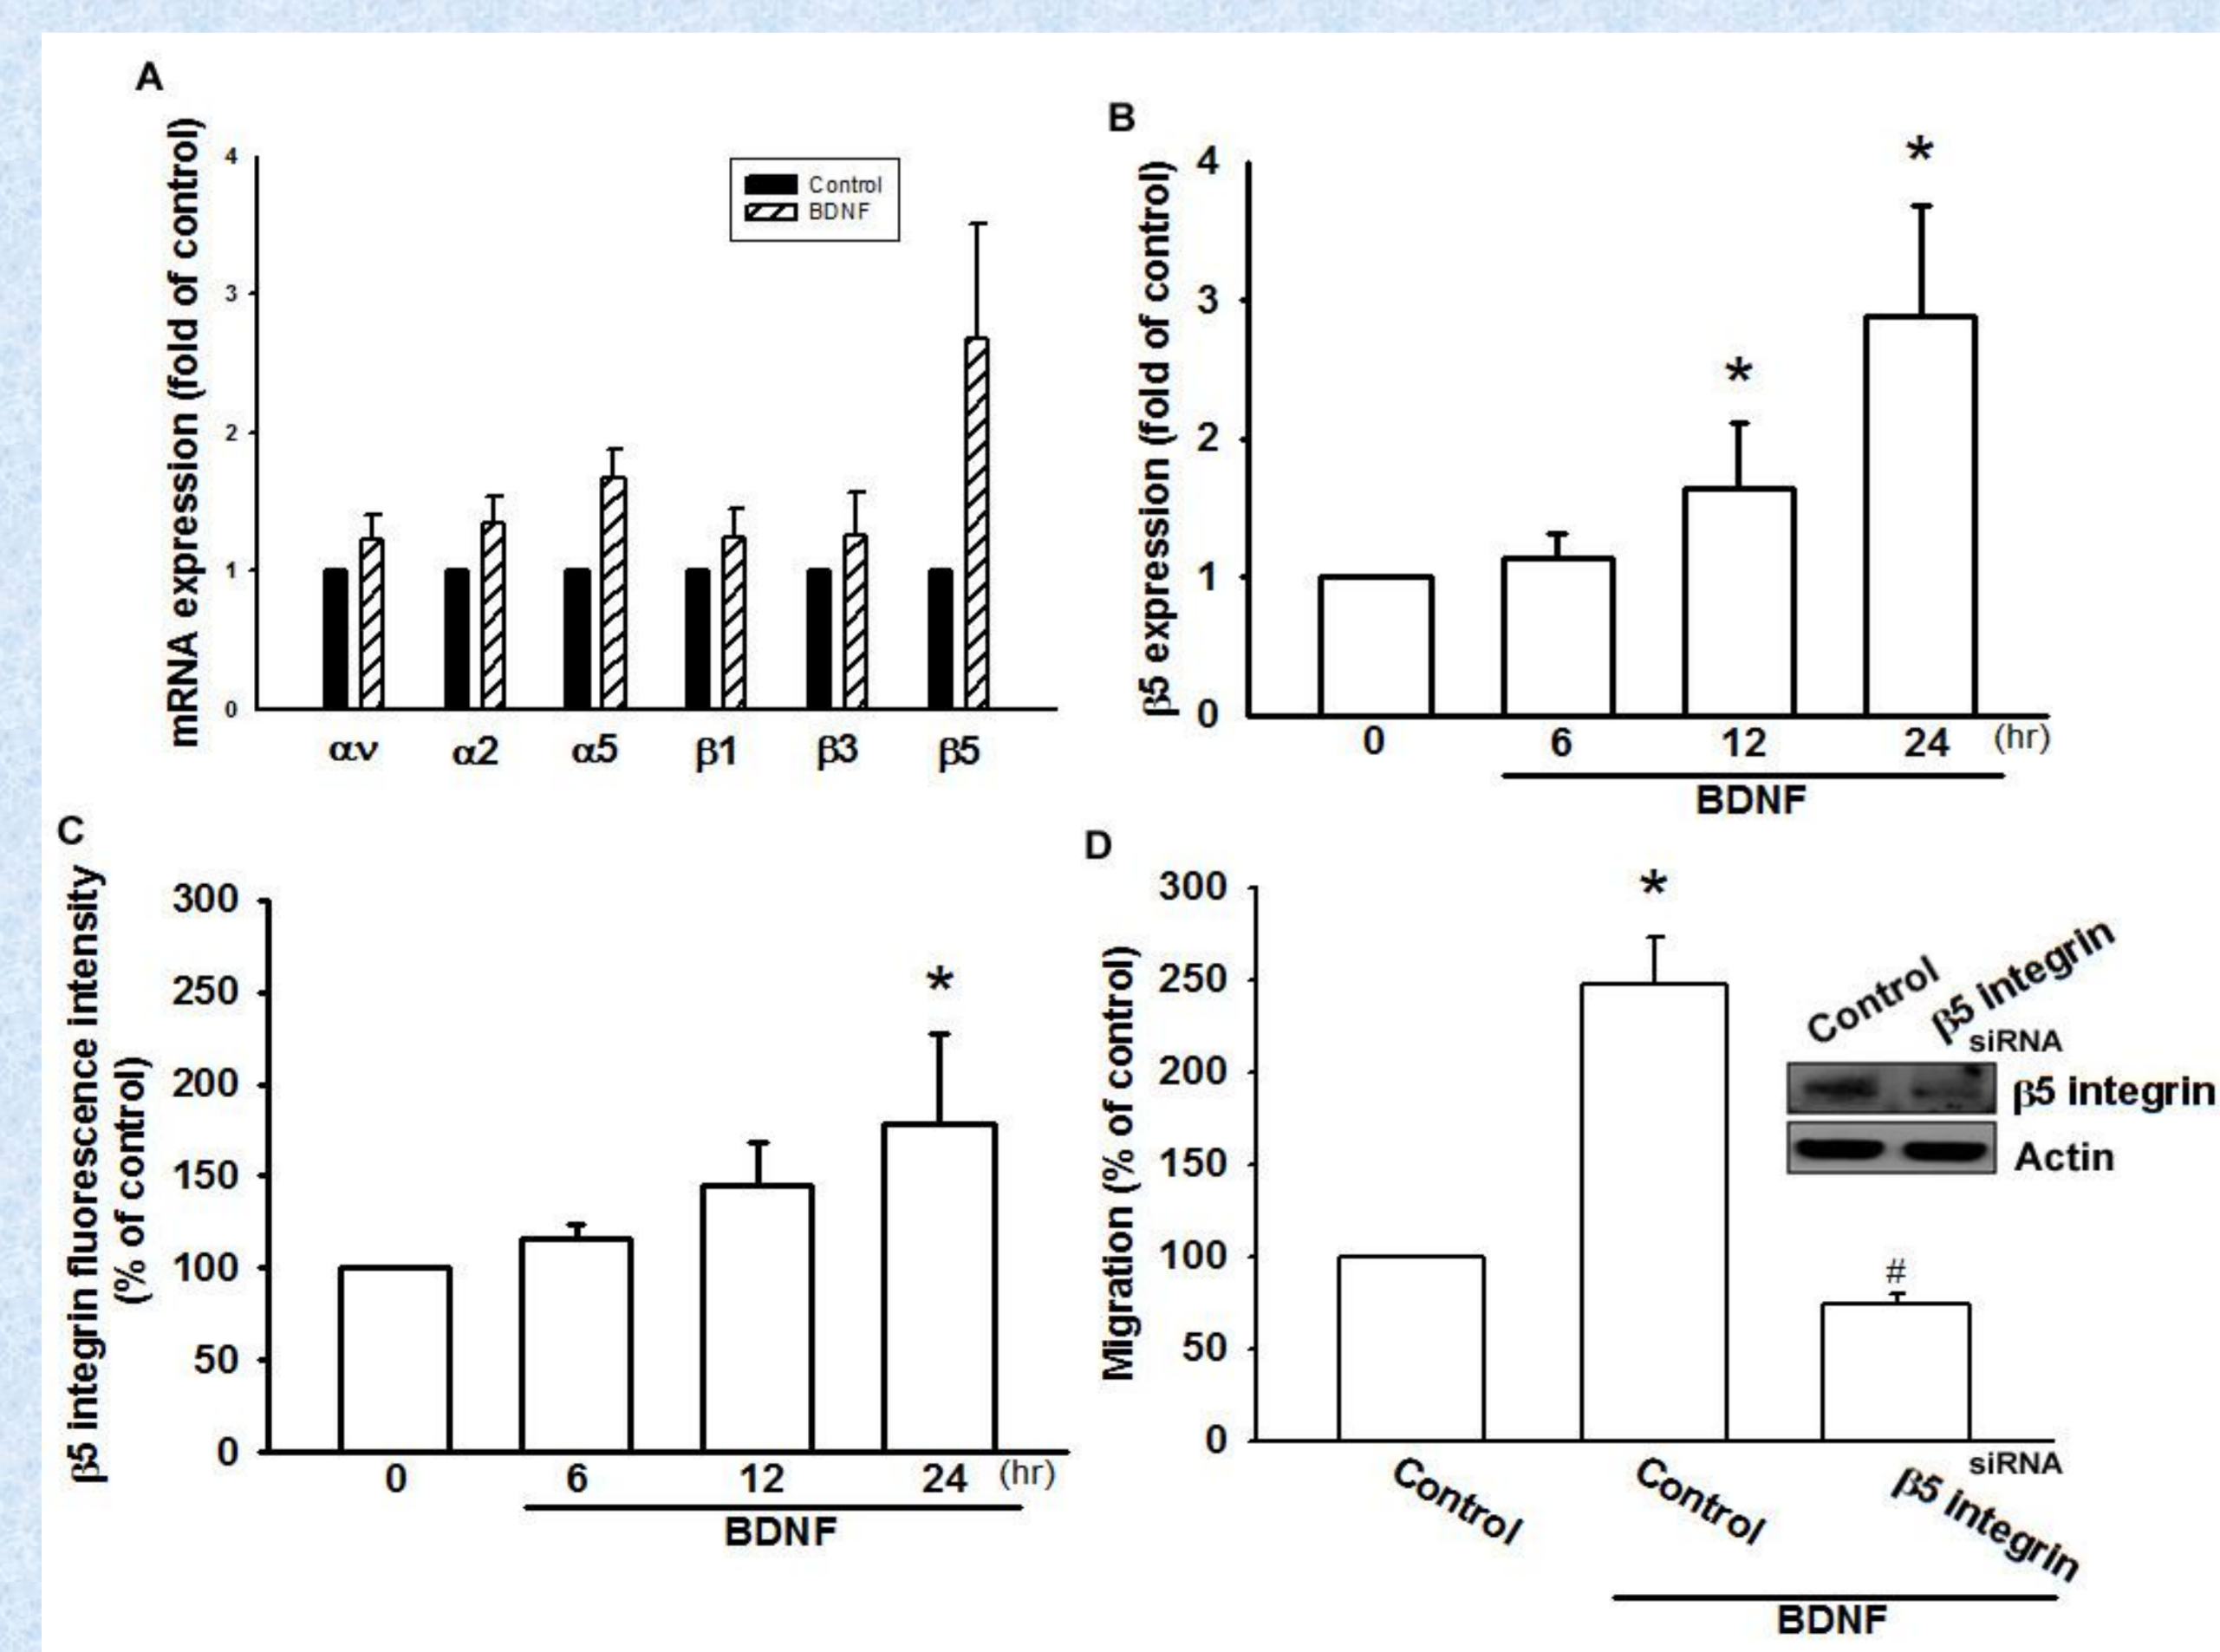 A
mRNA expression (fold of control)
4
3
2
1
0
Control
BDNF
αν
α2
α5
β1
β3
β5
B
β5 expression (fold of control)
4
3
2
1
0
*
*
0
6
12
24
(hr)
BDNF
C
β5 integrin fluorescence intensity
(% of control)
300
250
200
150
100
50
0
*
0
6
12
24
(hr)
BDNF
D
Migration (% of control)
300
250
200
150
100
50
0
*
#
Control
β5 integrin
siRNA
β5 integrin
Actin
Control
Control
β5 integrin
siRNA
BDNF